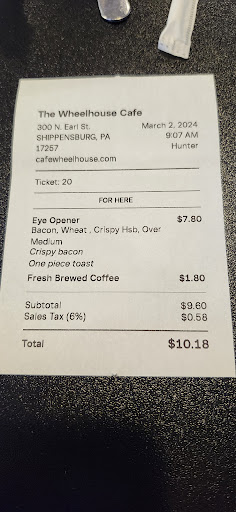 The Wheelhouse Cafe
300 N. Earl St. March 2, 2024
SHIPPENSBURG, PA 9:07 AM
17257 Hunter
cafewheelhouse.com
Ticket: 20
FOR HERE
Eye Opener $7.80
Bacon, Wheat , Crispy Hsb, Over
Medium
Crispy bacon
One piece toast
Fresh Brewed Coffee $1.80
Subtotal $9.60
Sales Tax (6%) $0.58
Total $10.18